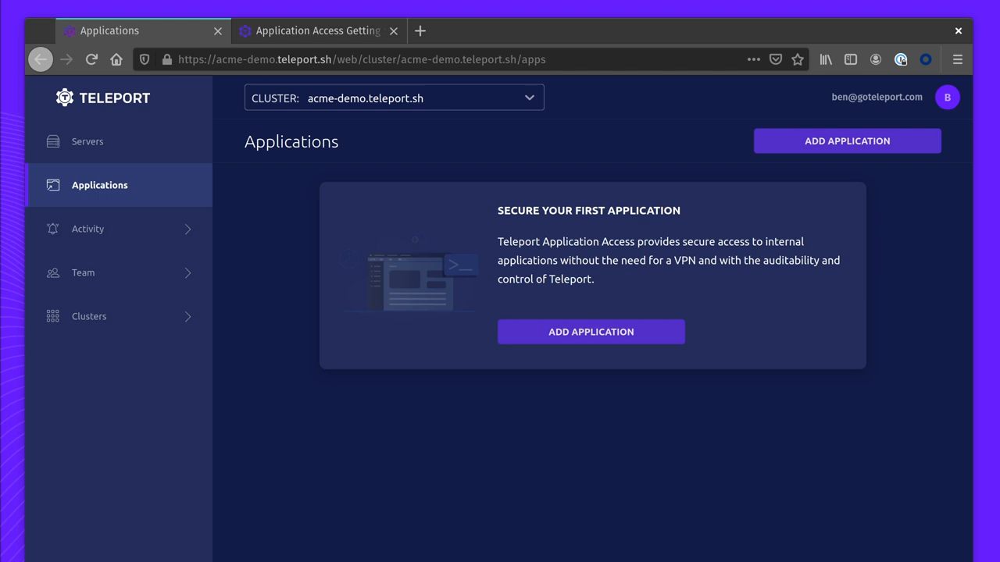 Applications
Application Access Getting
https://acme-demo.teleport.sh/web/cluster/acme-demo.teleport.sh/apps
TELEPORT
CLUSTER: acme-demo.teleport.sh
ben@goteleport.com
B
Servers
Applications
Activity
Team
Clusters
Applications
ADD APPLICATION
SECURE YOUR FIRST APPLICATION
Teleport Application Access provides secure access to internal
applications without the need for a VPN and with the auditability and
control of Teleport.
ADD APPLICATION